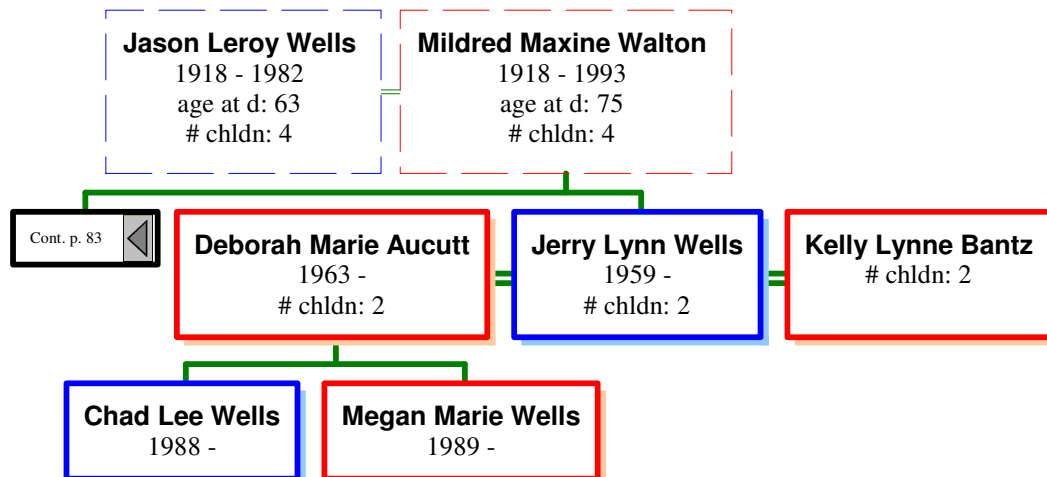 Jason Leroy Wells
1918 - 1982
age at d: 63
# chldn: 4
Mildred Maxine Walton
1918 - 1993
age at d: 75
# chldn: 4
Cont. p. 83
Deborah Marie Aucutt
1963 -
# chldn: 2
Jerry Lynn Wells
1959 -
# chldn: 2
Kelly Lynne Bantz
# chldn: 2
Chad Lee Wells
1988 -
Megan Marie Wells
1989 -